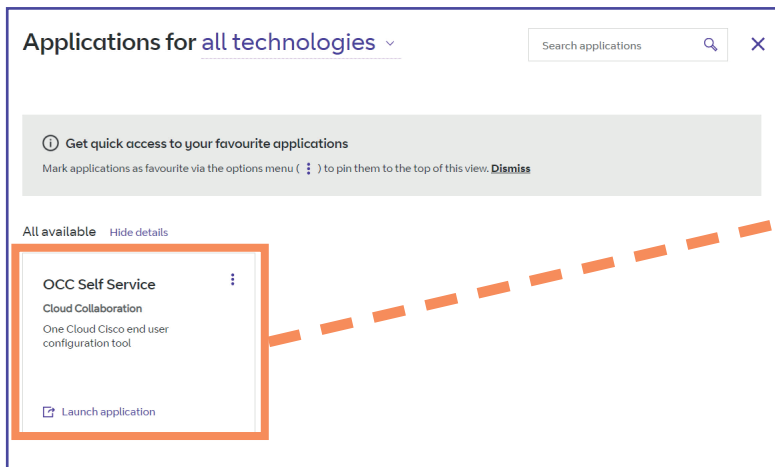 Applications for all technologies
Search applications
Get quick access to your favourite applications
Mark applications as favourite via the options menu ( ⋮ ) to pin them to the top of this view. Dismiss
All available Hide details
OCC Self Service
Cloud Collaboration
One Cloud Cisco end user
configuration tool
Launch application